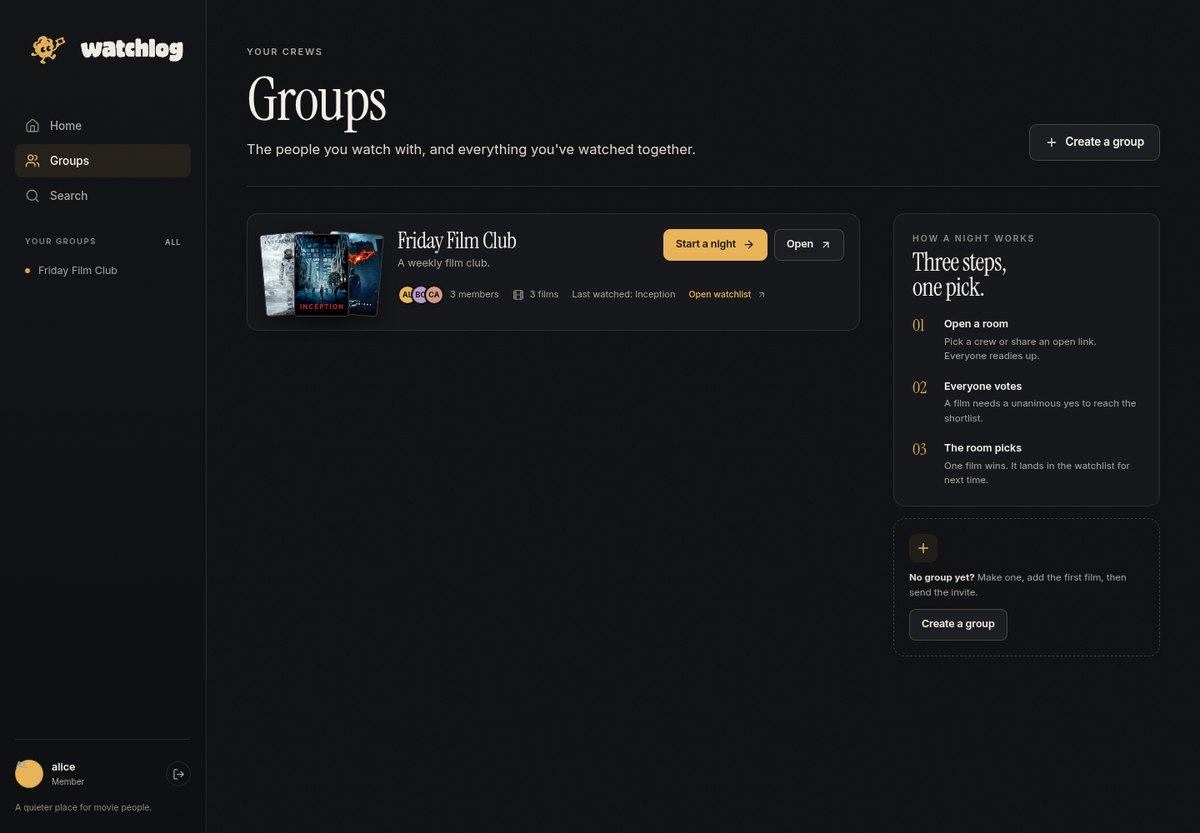 watchlog
Home
Groups
Search
YOUR GROUPS
ALL
Friday Film Club
alice
Member
A quieter place for movie people.
YOUR CREWS
Groups
The people you watch with, and everything you've watched together.
Create a group
INCEPTION
Friday Film Club
A weekly film club.
Start a night
Open
AL
BO
CA
3 members
3 films
Last watched: Inception
Open watchlist
HOW A NIGHT WORKS
Three steps,
one pick.
01
Open a room
Pick a crew or share an open link.
Everyone readies up.
02
Everyone votes
A film needs a unanimous yes to reach the
shortlist.
03
The room picks
One film wins. It lands in the watchlist for
next time.
No group yet? Make one, add the first film, then
send the invite.
Create a group